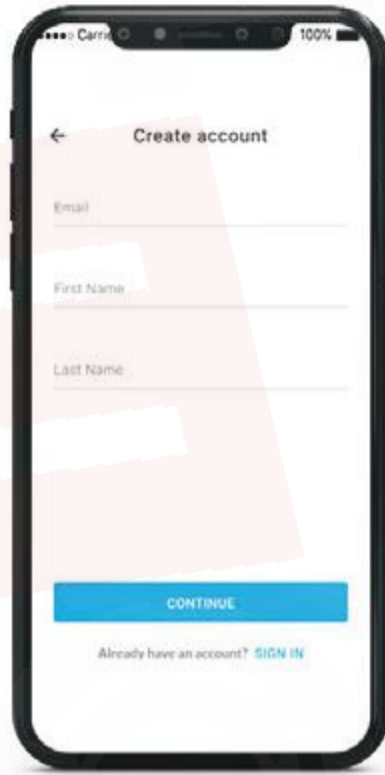 Carrie
100%
Create account
Email
First Name
Last Name
CONTINUE
Already have an account? SIGN IN